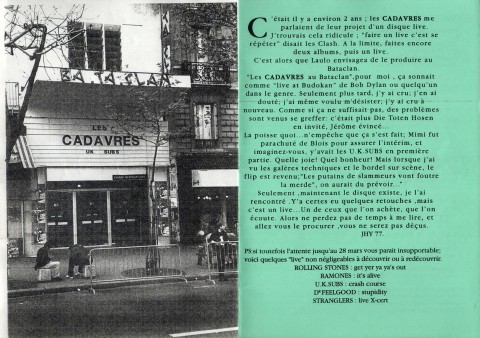 BATACLAN
LES
CADAVRES
UK SUBS
C'était il y a environ 2 ans ; les CADAVRES me
parlaient de leur projet d'un disque live.
J'trouvais cela ridicule ; "faire un live c'est se
répéter" disait les Clash. A la limite, faites encore
deux albums, puis un live.
C'est alors que Laulo envisagea de le produire au
Bataclan.
"Les CADAVRES au Bataclan",pour moi , ça sonnait
comme "live at Budokan" de Bob Dylan ou quelqu'un
dans le genre. Seulement plus tard, j'y ai cru; j'en ai
douté; j'ai même voulu m'désister; j'y ai cru à
nouveau. Comme si ça ne suffisait pas, des problèmes
sont venus se greffer: c'était plus Die Toten Hosen
en invité, Jérôme évincé...
La poisse quoi...n'empêche que ça s'est fait; Mimi fut
parachuté de Blois pour assurer l'intérim, et
imaginez-vous, y'avait les U.K.SUBS en première
partie. Quelle joie! Quel bonheur! Mais lorsque j'ai
vu les galères techniques et le bordel sur scène, le
flip est revenu;"Les putains de slammeurs vont foutre
la merde", on aurait du prévoir..."
Seulement ,maintenant le disque existe, je l'ai
rencontré .Y'a certes eu quelques retouches ,mais
c'est un live...Un de ceux que l'on achète, que l'on
écoute. Alors ne perdez pas de temps à me lire, et
allez vous le procurer ,vous ne serez pas déçus.
JHY 77.
PS:si toutefois l'attente jusqu'au 28 mars vous parait insupportable;
voici quelques "live" non négligeables à découvrir ou à redécouvrir.
ROLLING STONES : get yer ya ya's out
RAMONES : it's alive
U.K.SUBS : crash course
Dr FEELGOOD : stupidity
STRANGLERS : live X-cert